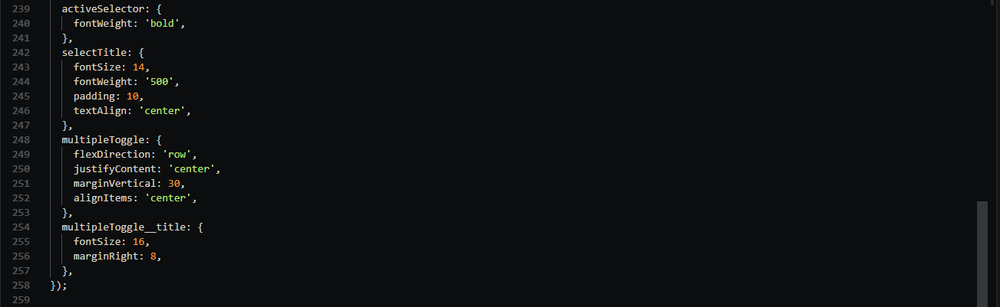 239 activeSelector: {
240 fontWeight: 'bold',
241 },
242 selectTitle: {
243 fontSize: 14,
244 fontWeight: '500',
245 padding: 10,
246 textAlign: 'center',
247 },
248 multipleToggle: {
249 flexDirection: 'row',
250 justifyContent: 'center',
251 marginVertical: 30,
252 alignItems: 'center',
253 },
254 multipleToggle__title: {
255 fontSize: 16,
256 marginRight: 8,
257 },
258 });
259